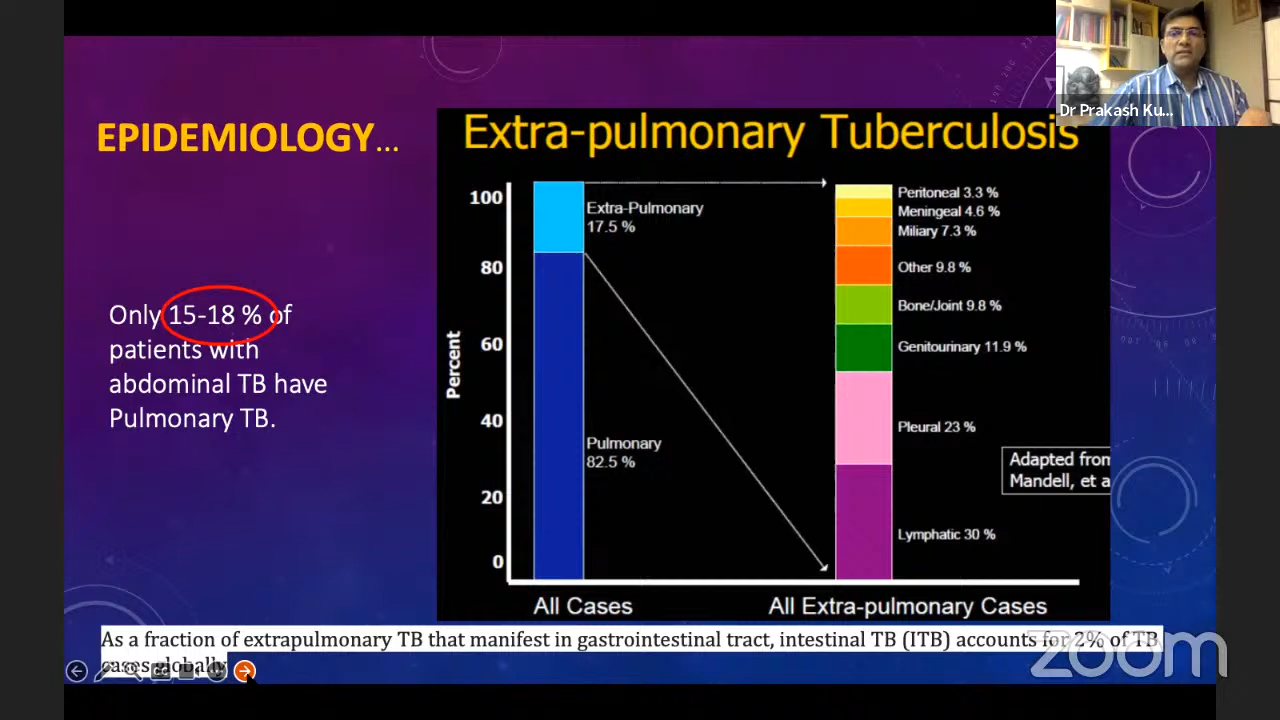 Dr Prakash Ku...
EPIDEMIOLOGY...
Only 15-18 % of
patients with
abdominal TB have
Pulmonary TB.
Extra-pulmonary Tuberculosis
Percent
100
80
60
40
20
0
Extra-Pulmonary
17.5 %
Pulmonary
82.5 %
All Cases
Peritoneal 3.3 %
Meningeal 4.6 %
Miliary 7.3 %
Other 9.8 %
Bone/Joint 9.8 %
Genitourinary 11.9 %
Pleural 23 %
Lymphatic 30 %
All Extra-pulmonary Cases
Adapted from
Mandell, et a
As a fraction of extrapulmonary TB that manifest in gastrointestinal tract, intestinal TB (ITB) accounts for 2% of TB
cases globally
zoom